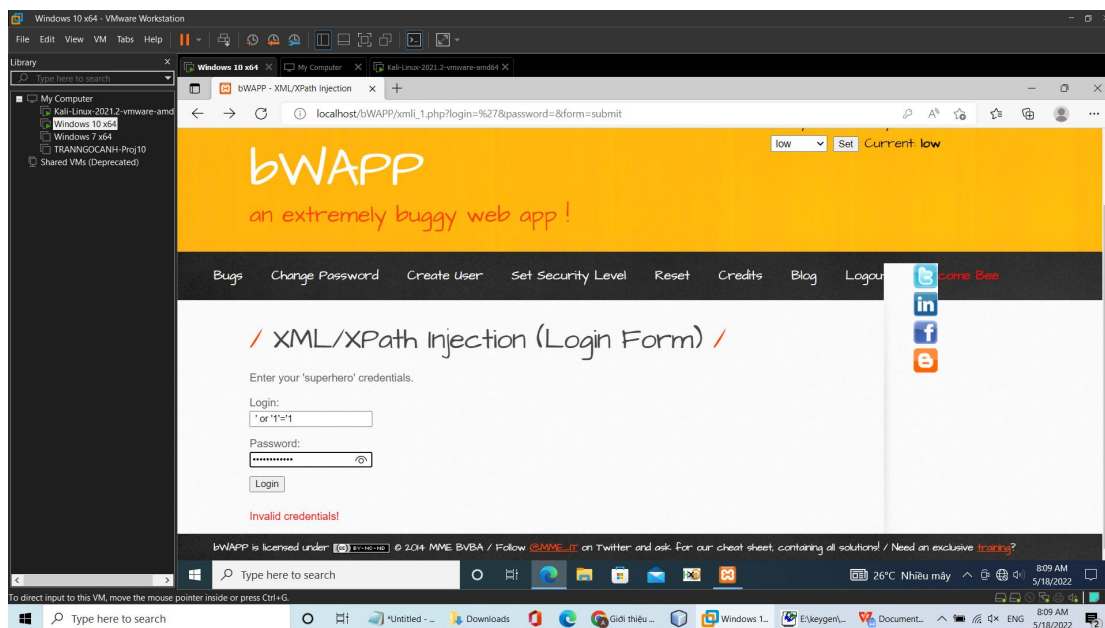 Windows 10 x64 - VMware Workstation
File Edit View VM Tabs Help
Library
Type here to search
My Computer
Kali-Linux-2021.2-vmware-amd
Windows 10 x64
Windows 7 x64
TRANNGOCANH-Proj10
Shared VMs (Deprecated)
Windows 10 x64 My Computer Kali-Linux-2021.2-vmware-amd64
bWAPP - XML/XPath Injection
localhost/bWAPP/xmli_1.php?login=%27&password=&form=submit
low Set Current: low
bWAPP
an extremely buggy web app !
Bugs Change Password Create User Set Security Level Reset Credits Blog Logou come Bee
/ XML/XPath Injection (Login Form) /
Enter your 'superhero' credentials.
Login:
' or '1'='1
Password:
••••••••••••
Login
Invalid credentials!
bWAPP is licensed under (cc) BY-NC-ND © 2014 MME BVBA / Follow @MME_IT on Twitter and ask for our cheat sheet, containing all solutions! / Need an exclusive training?
Type here to search 26°C Nhiều mây 8:09 AM
5/18/2022
To direct input to this VM, move the mouse pointer inside or press Ctrl+G.
Type here to search *Untitled - ... Downloads Giới thiệu ... Windows 1... E:\keygen\... Document... ENG 8:09 AM
5/18/2022